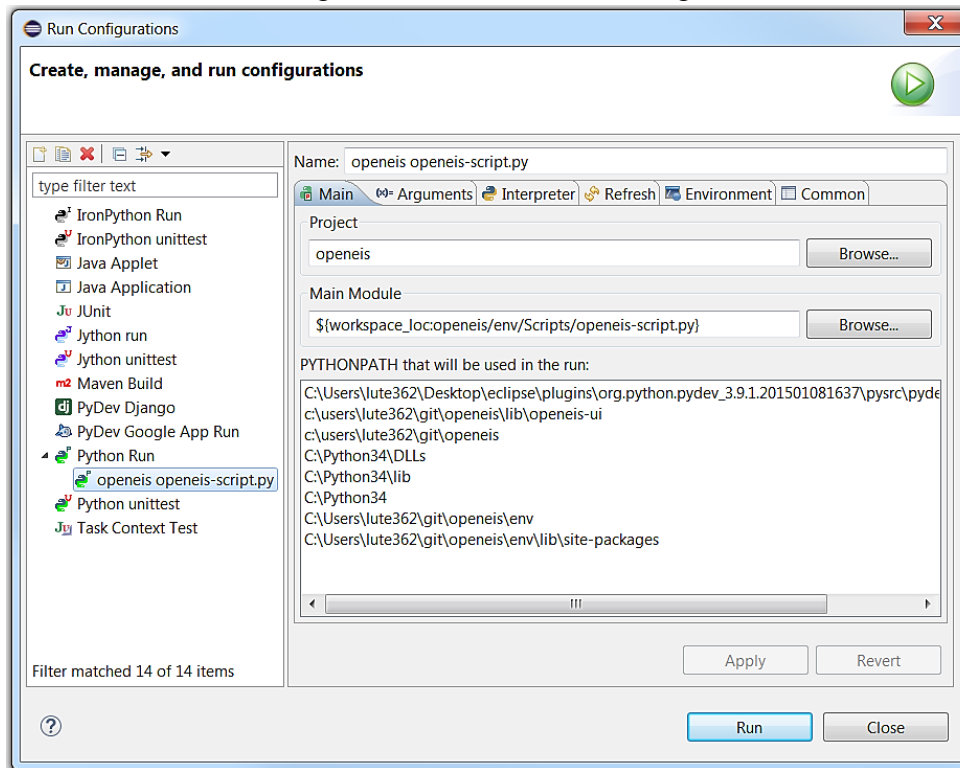 Run Configurations
X
Create, manage, and run configurations
type filter text
IronPython Run
IronPython unittest
Java Applet
Java Application
Ju JUnit
Jython run
Jython unittest
m2 Maven Build
dj PyDev Django
PyDev Google App Run
Python Run
openeis openeis-script.py
Python unittest
Ju Task Context Test
Filter matched 14 of 14 items
Name: openeis openeis-script.py
Main (x)= Arguments Interpreter Refresh Environment Common
Project
openeis Browse...
Main Module
${workspace_loc:openeis/env/Scripts/openeis-script.py} Browse...
PYTHONPATH that will be used in the run:
C:\Users\lute362\Desktop\eclipse\plugins\org.python.pydev_3.9.1.201501081637\pysrc\pyde
c:\users\lute362\git\openeis\lib\openeis-ui
c:\users\lute362\git\openeis
C:\Python34\DLLs
C:\Python34\lib
C:\Python34
C:\Users\lute362\git\openeis\env
C:\Users\lute362\git\openeis\env\lib\site-packages
Apply Revert
? Run Close